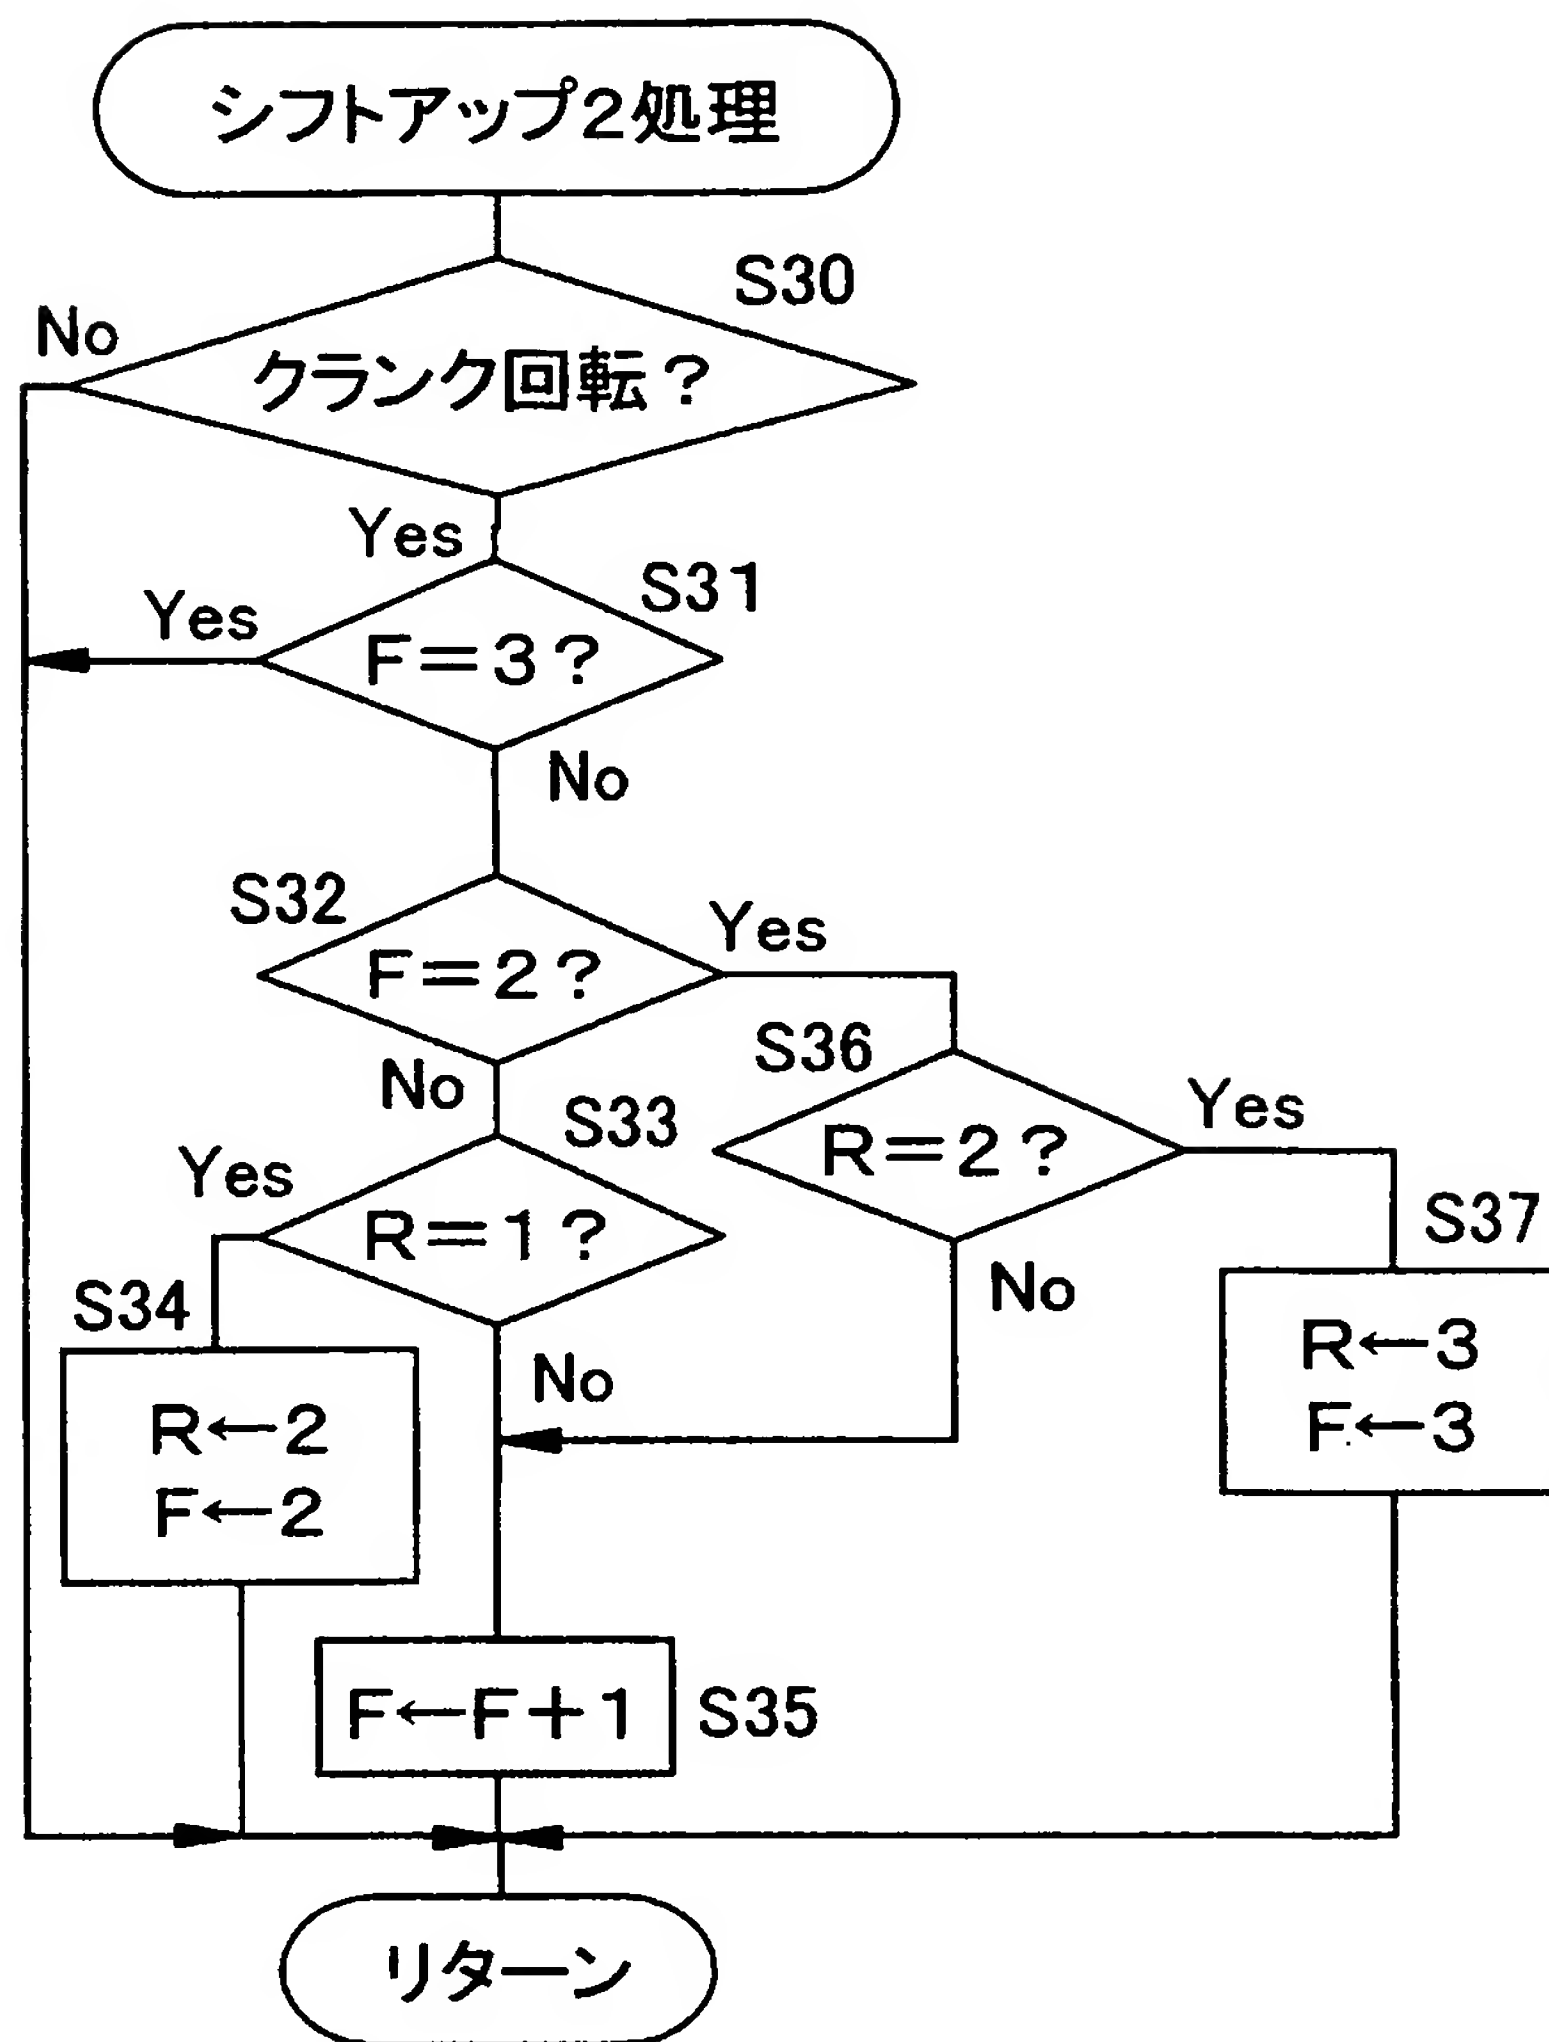 シフトアップ2処理
S30
No
クランク回転?
Yes
S31
Yes
F=3?
No
S32
Yes
F=2?
S36
No
S33
Yes
R=2?
Yes
R=1?
S37
No
S34
R←3
No
F←3
R←2
F←2
F←F+1
S35
リターン